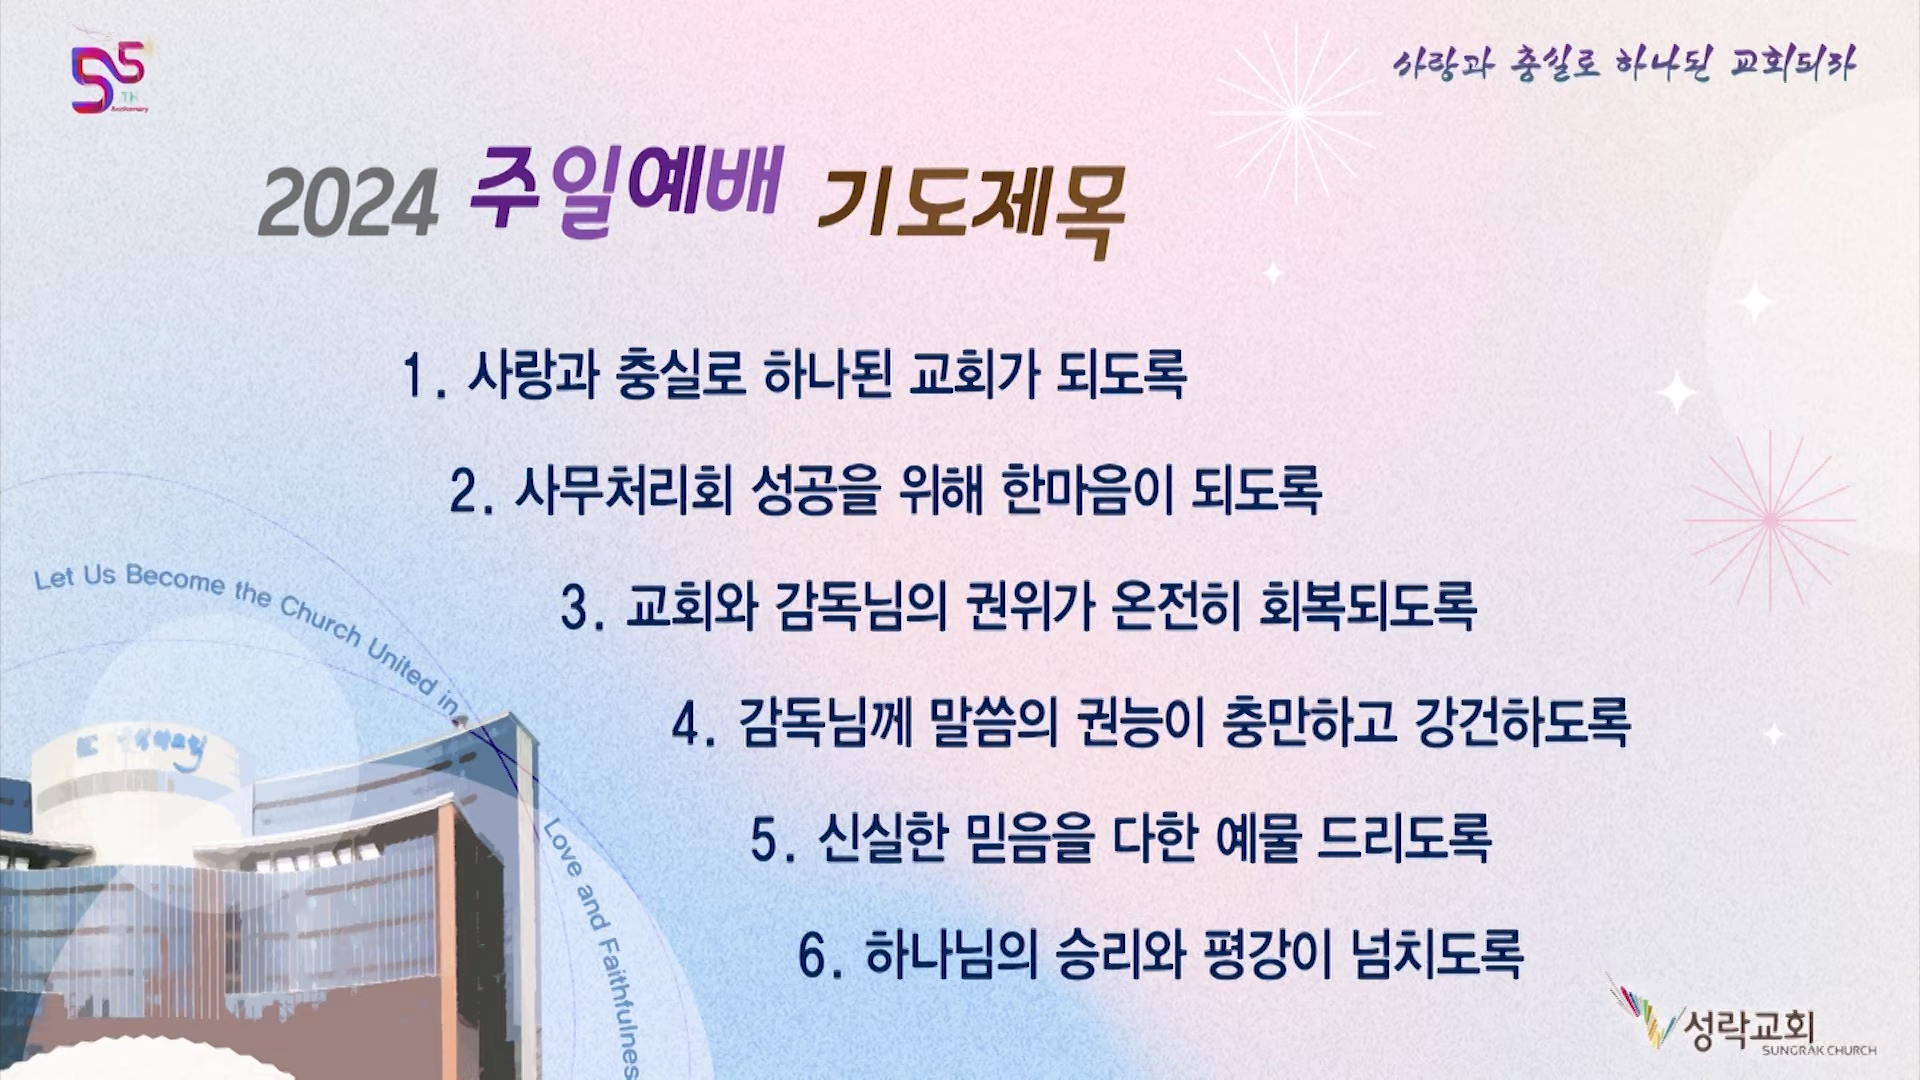 55
TH
Anniversary
사랑과 충실로 하나된 교회되라
2024 주일예배 기도제목
1. 사랑과 충실로 하나된 교회가 되도록
2. 사무처리회 성공을 위해 한마음이 되도록
3. 교회와 감독님의 권위가 온전히 회복되도록
4. 감독님께 말씀의 권능이 충만하고 강건하도록
5. 신실한 믿음을 다한 예물 드리도록
6. 하나님의 승리와 평강이 넘치도록
Let Us Become the Church United in
Love and Faithfulnes
성락교회
SUNGRAK CHURCH